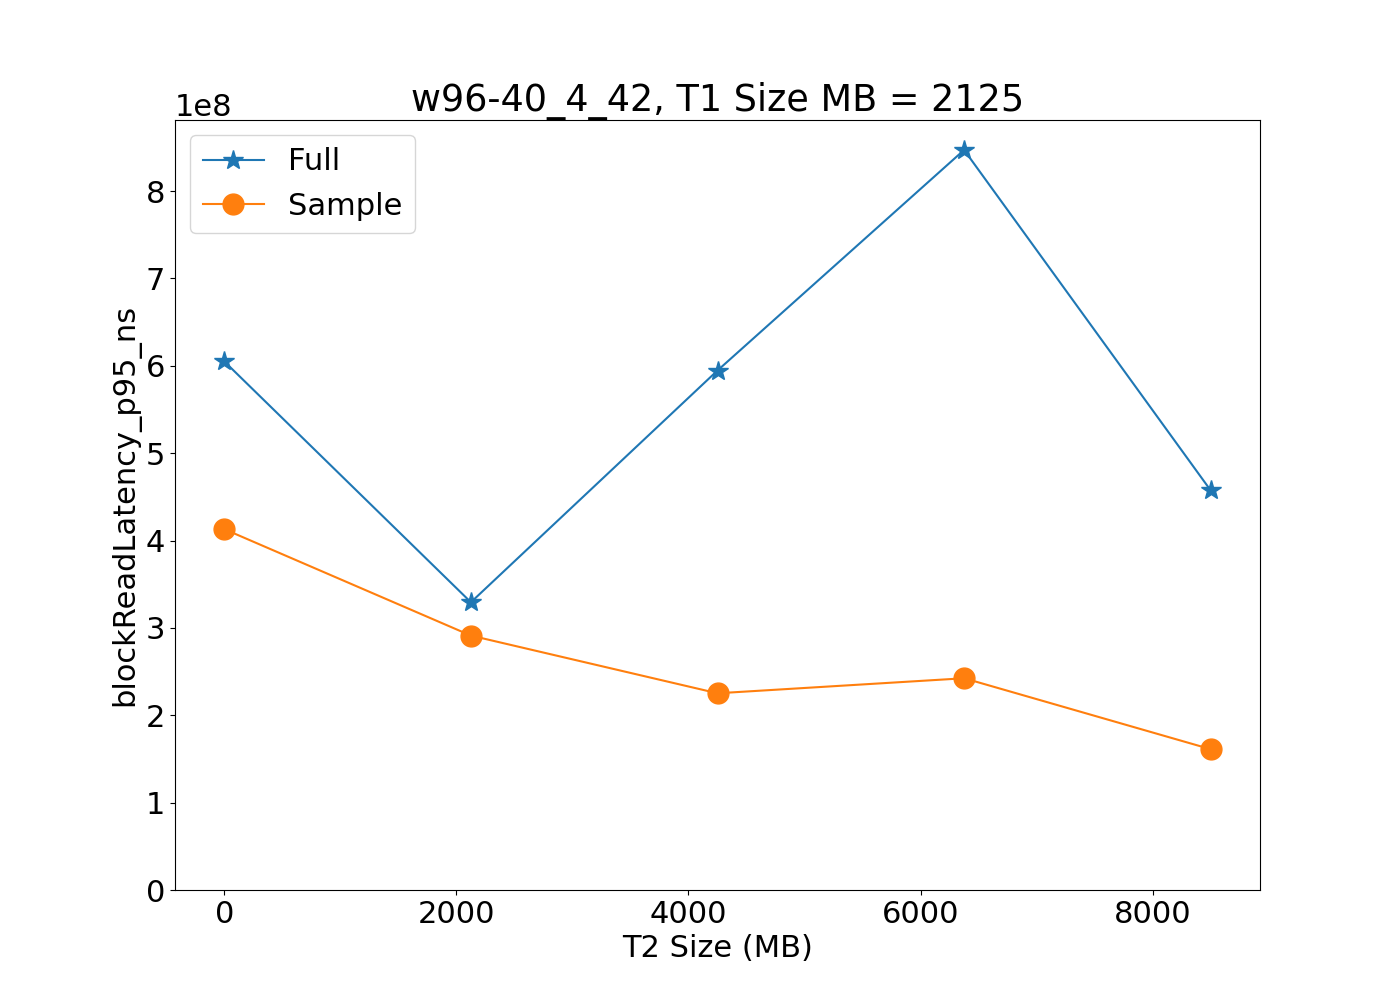 w96-40_4_42, T1 Size MB = 2125
1e8
Full
Sample
8
7
6
5
4
3
2
1
0
blockReadLatency_p95_ns
0 2000 4000 6000 8000
T2 Size (MB)